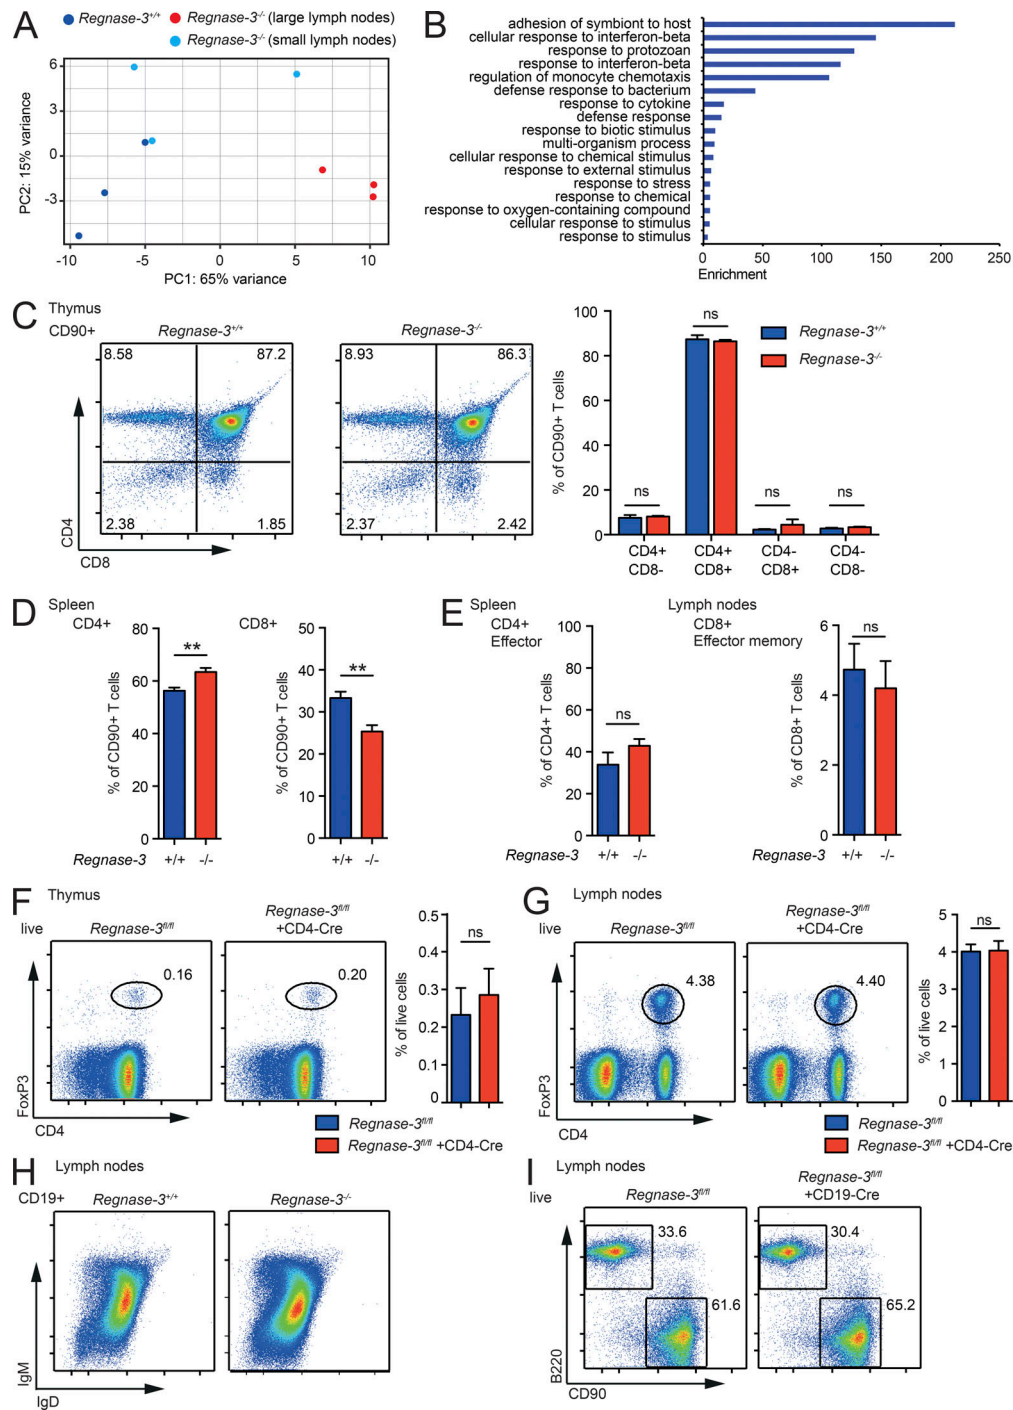 A
Regnase-3+/+
Regnase-3-/- (large lymph nodes)
Regnase-3-/- (small lymph nodes)
PC2: 15% variance
6
3
0
-3
-10
-5
0
5
10
PC1: 65% variance
B
adhesion of symbiont to host
cellular response to interferon-beta
response to protozoan
response to interferon-beta
regulation of monocyte chemotaxis
defense response to bacterium
response to cytokine
defense response
response to biotic stimulus
multi-organism process
cellular response to chemical stimulus
response to external stimulus
response to stress
response to chemical
response to oxygen-containing compound
cellular response to stimulus
response to stimulus
0 50 100 150 200 250
Enrichment
C
Thymus
CD90+
Regnase-3+/+
Regnase-3-/-
8.58 87.2
2.38 1.85
8.93 86.3
2.37 2.42
CD4
CD8
% of CD90+ T cells
100
80
60
40
20
0
ns
ns
ns
ns
Regnase-3+/+
Regnase-3-/-
CD4+ CD4+ CD4- CD4-
CD8- CD8+ CD8+ CD8-
D
Spleen
CD4+
% of CD90+ T cells
80
60
40
20
0
**
CD8+
% of CD90+ T cells
50
40
30
20
10
0
**
Regnase-3 +/+ -/- +/+ -/-
E
Spleen
CD4+
Effector
% of CD4+ T cells
100
80
60
40
20
0
ns
Regnase-3 +/+ -/-
Lymph nodes
CD8+
Effector memory
% of CD8+ T cells
6
4
2
0
ns
Regnase-3 +/+ -/-
F
Thymus
live
Regnase-3fl/fl
Regnase-3fl/fl
+CD4-Cre
0.16
0.20
FoxP3
CD4
% of live cells
0.5
0.4
0.3
0.2
0.1
0
ns
Regnase-3fl/fl
Regnase-3fl/fl +CD4-Cre
G
Lymph nodes
live
Regnase-3fl/fl
Regnase-3fl/fl
+CD4-Cre
4.38
4.40
FoxP3
CD4
% of live cells
5
4
3
2
1
0
ns
Regnase-3fl/fl
Regnase-3fl/fl +CD4-Cre
H
Lymph nodes
CD19+
Regnase-3+/+
Regnase-3-/-
IgM
IgD
I
Lymph nodes
live
Regnase-3fl/fl
Regnase-3fl/fl
+CD19-Cre
33.6
61.6
30.4
65.2
B220
CD90